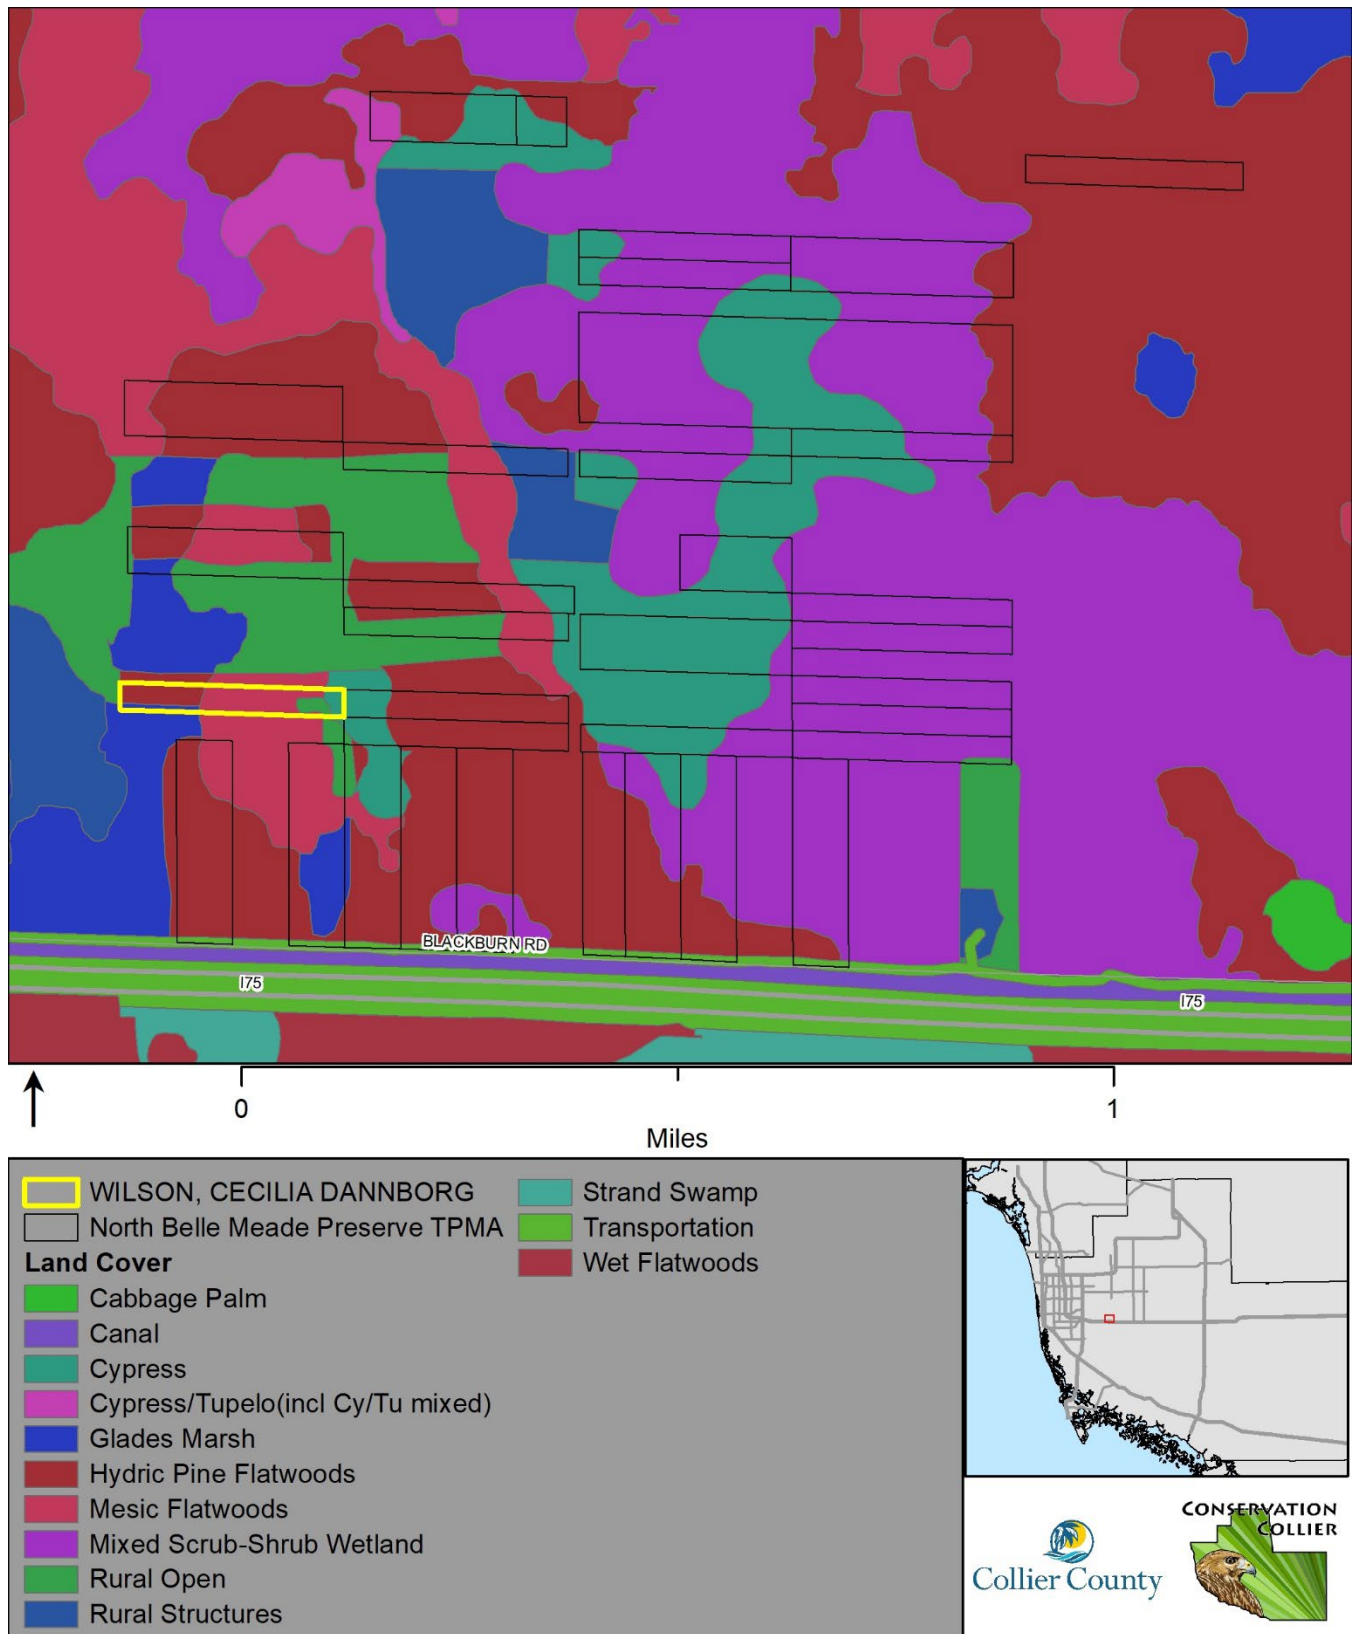 BLACKBURN RD
I75
I75
0
1
Miles
WILSON, CECILIA DANNBORG
North Belle Meade Preserve TPMA
Land Cover
Cabbage Palm
Canal
Cypress
Cypress/Tupelo(incl Cy/Tu mixed)
Glades Marsh
Hydric Pine Flatwoods
Mesic Flatwoods
Mixed Scrub-Shrub Wetland
Rural Open
Rural Structures
Strand Swamp
Transportation
Wet Flatwoods
Collier County
CONSERVATION
COLLIER